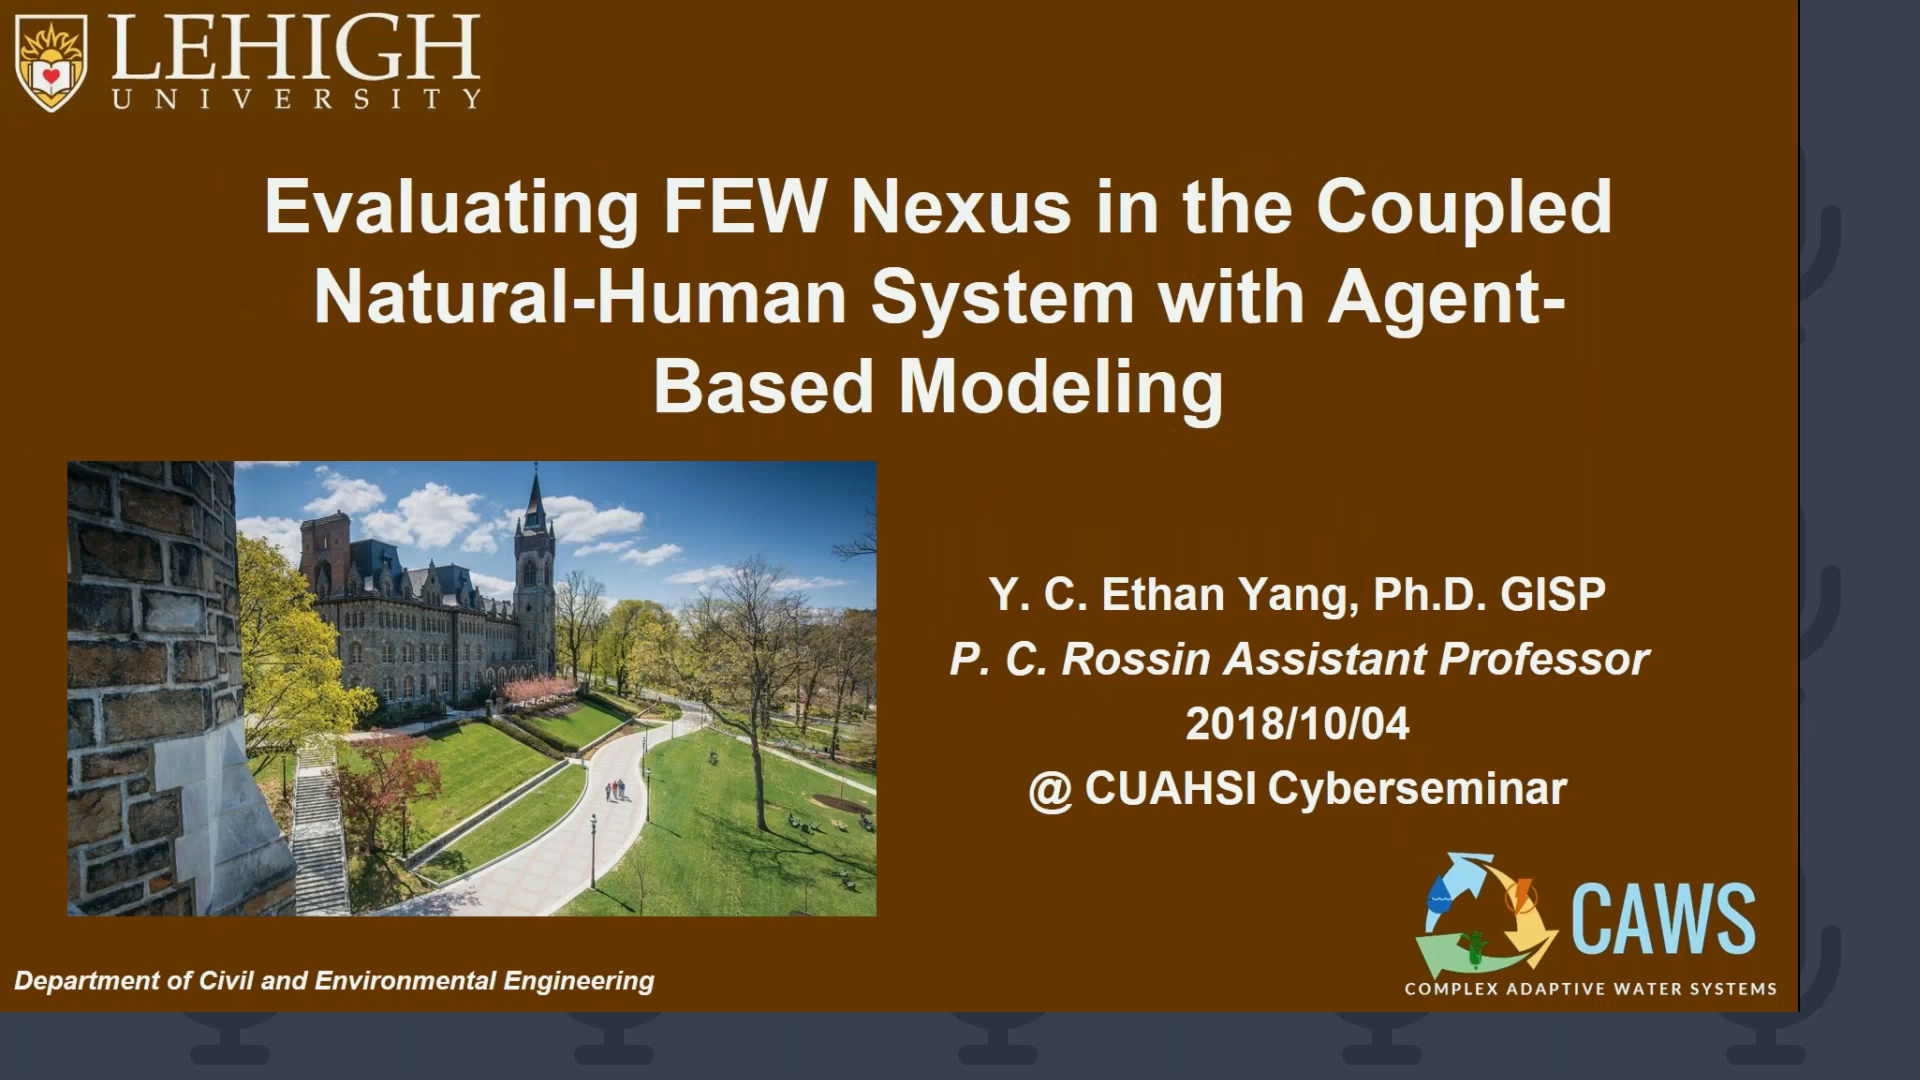 LEHIGH
UNIVERSITY
Evaluating FEW Nexus in the Coupled
Natural-Human System with Agent-
Based Modeling
Y. C. Ethan Yang, Ph.D. GISP
P. C. Rossin Assistant Professor
2018/10/04
@ CUAHSI Cyberseminar
CAWS
COMPLEX ADAPTIVE WATER SYSTEMS
Department of Civil and Environmental Engineering